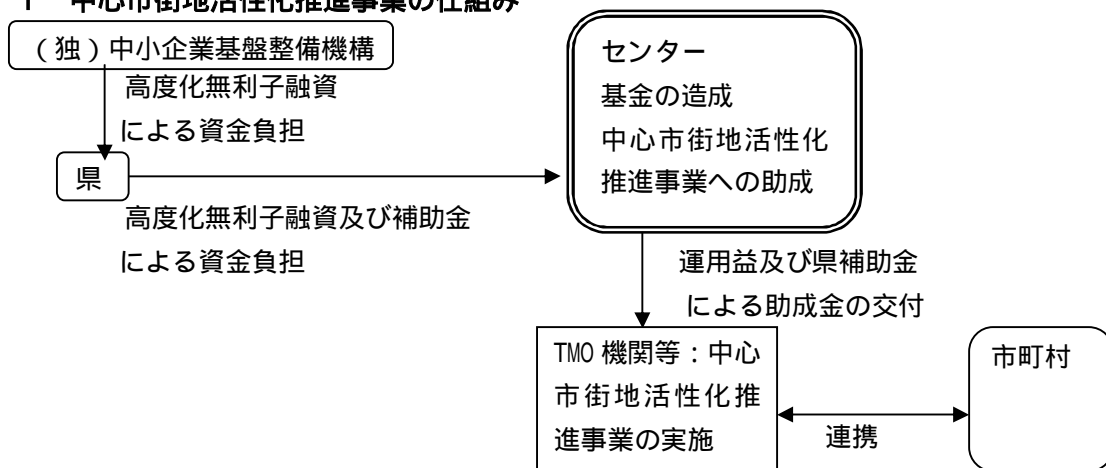 1 中心市街地活性化推進事業の仕組み
（独）中小企業基盤整備機構
高度化無利子融資
による資金負担
県
高度化無利子融資及び補助金
による資金負担
センター
基金の造成
中心市街地活性化
推進事業への助成
運用益及び県補助金
による助成金の交付
TMO 機関等：中心
市街地活性化推
進事業の実施
連携
市町村